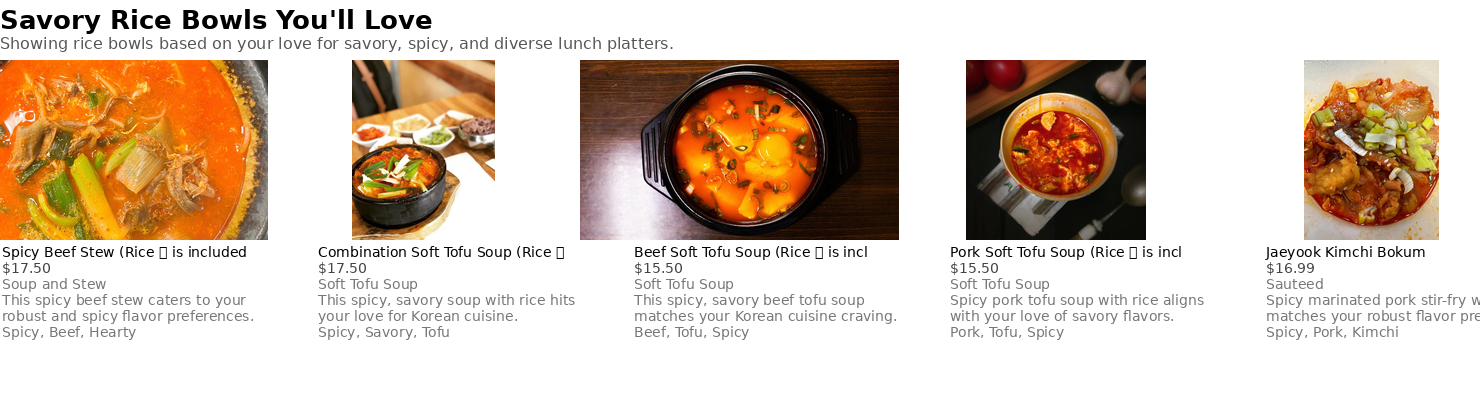 Savory Rice Bowls You'll Love
Showing rice bowls based on your love for savory, spicy, and diverse lunch platters.
Spicy Beef Stew (Rice ▯ is included
$17.50
Soup and Stew
This spicy beef stew caters to your
robust and spicy flavor preferences.
Spicy, Beef, Hearty
Combination Soft Tofu Soup (Rice ▯
$17.50
Soft Tofu Soup
This spicy, savory soup with rice hits
your love for Korean cuisine.
Spicy, Savory, Tofu
Beef Soft Tofu Soup (Rice ▯ is incl
$15.50
Soft Tofu Soup
This spicy, savory beef tofu soup
matches your Korean cuisine craving.
Beef, Tofu, Spicy
Pork Soft Tofu Soup (Rice ▯ is incl
$15.50
Soft Tofu Soup
Spicy pork tofu soup with rice aligns
with your love of savory flavors.
Pork, Tofu, Spicy
Jaeyook Kimchi Bokum
$16.99
Sauteed
Spicy marinated pork stir-fry
matches your robust flavor
Spicy, Pork, Kimchi